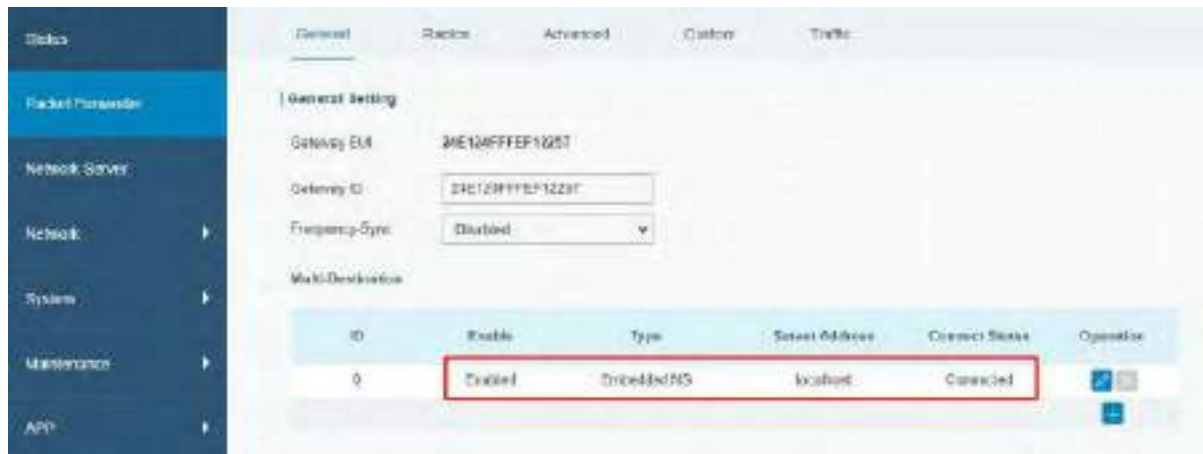 Status
Packet Forwarder
Network Server
Network
System
Maintenance
APP
General Radios Advanced Custom Traffic
General Setting
Gateway EUI
Gateway ID
Frequency-Sync Disabled
Multi-Destination
ID Enable Type Server Address Connect Status Operation
0 Enabled Embedded NS localhost Connected